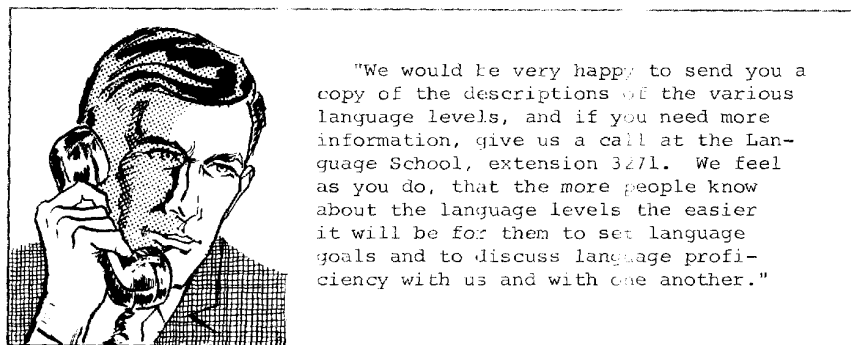 "We would be very happy to send you a
copy of the descriptions of the various
language levels, and if you need more
information, give us a call at the Lan-
guage School, extension 3271. We feel
as you do, that the more people know
about the language levels the easier
it will be for them to set language
goals and to discuss language profi-
ciency with us and with one another."